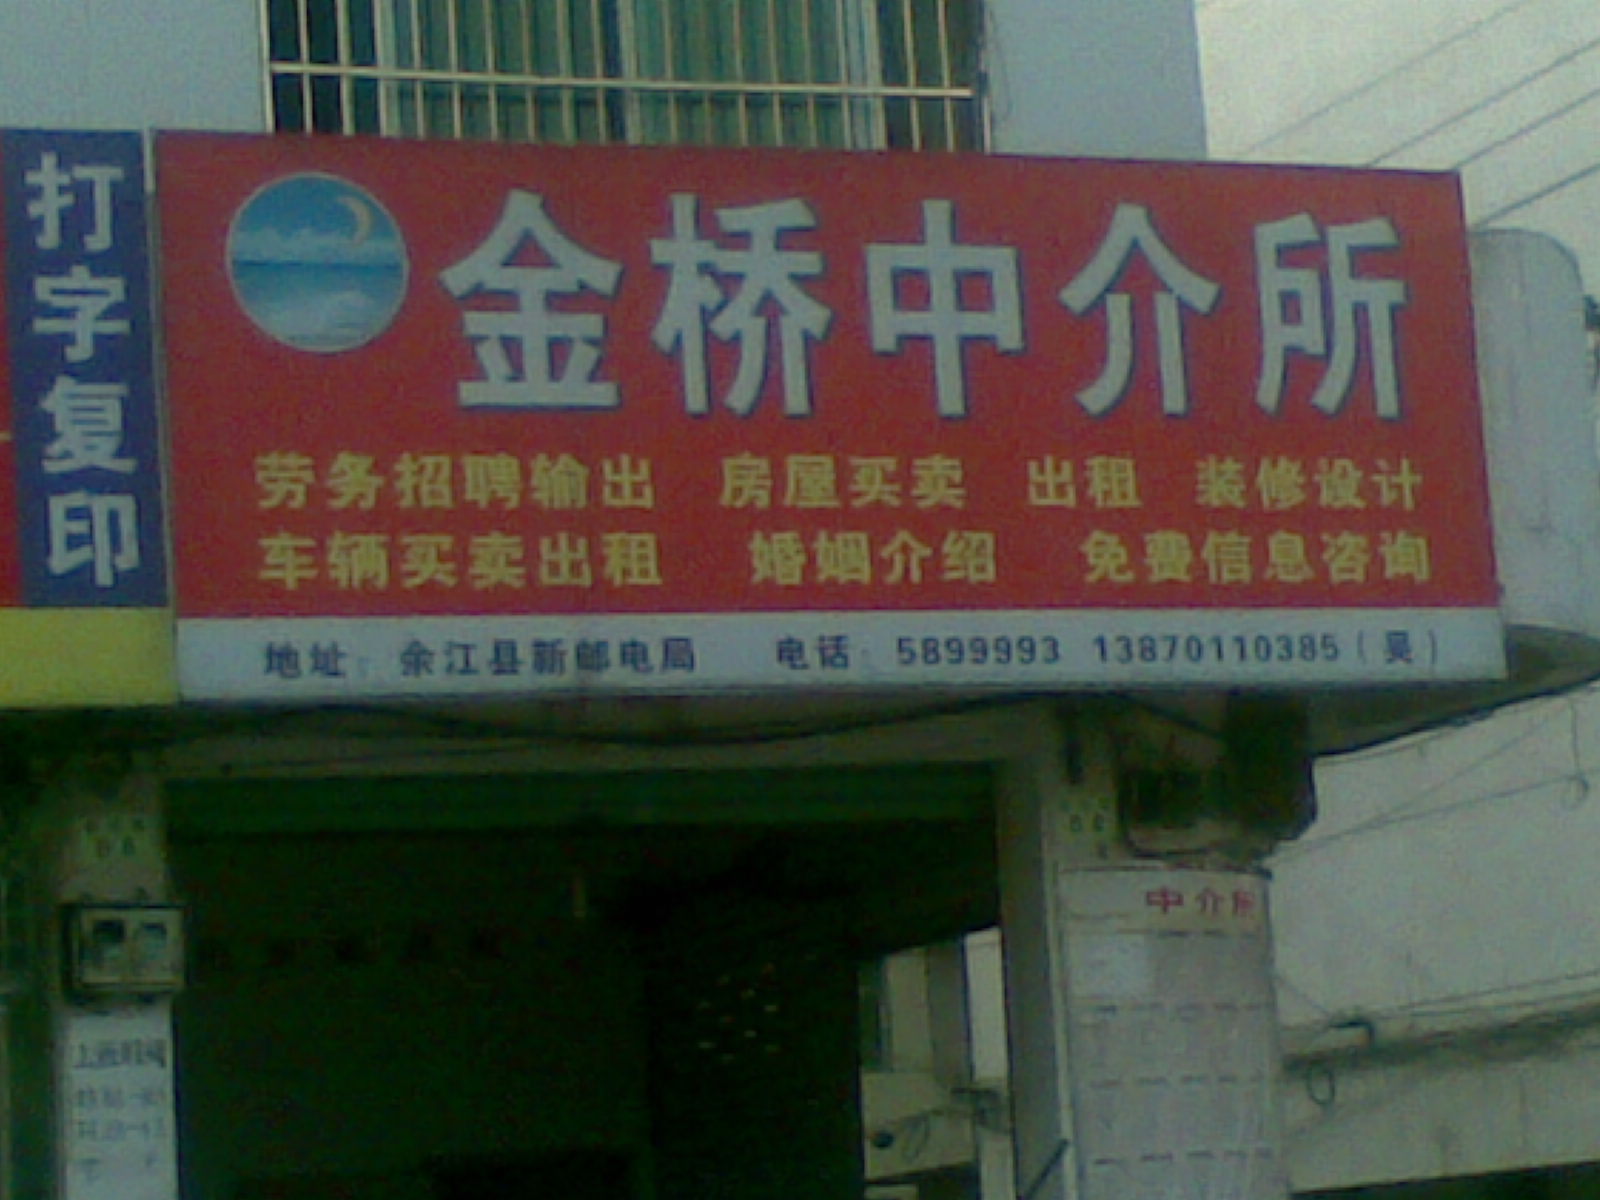 打字复印
金桥中介所
劳务招聘输出 房屋买卖 出租 装修设计
车辆买卖出租 婚姻介绍 免费信息咨询
地址：余江县新邮电局 电话：5899993 13870110385（吴）
中介所